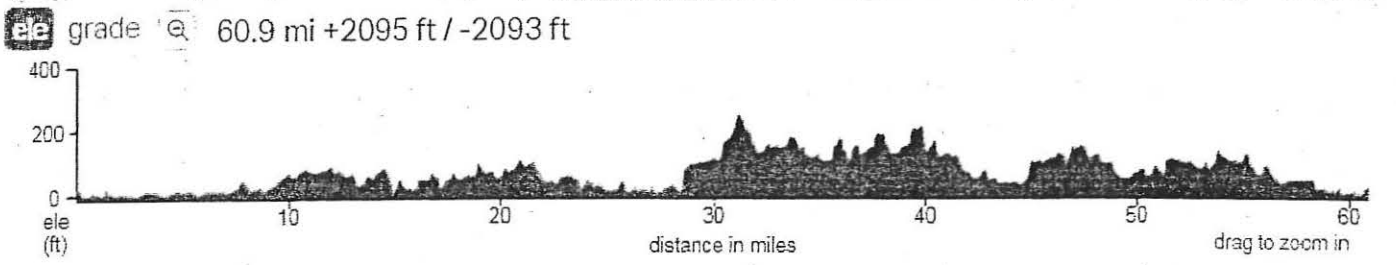 ele grade 60.9 mi +2095 ft / -2093 ft
400
200
0
ele
(ft)
10 20 30 40 50 60
distance in miles
drag to zoom in